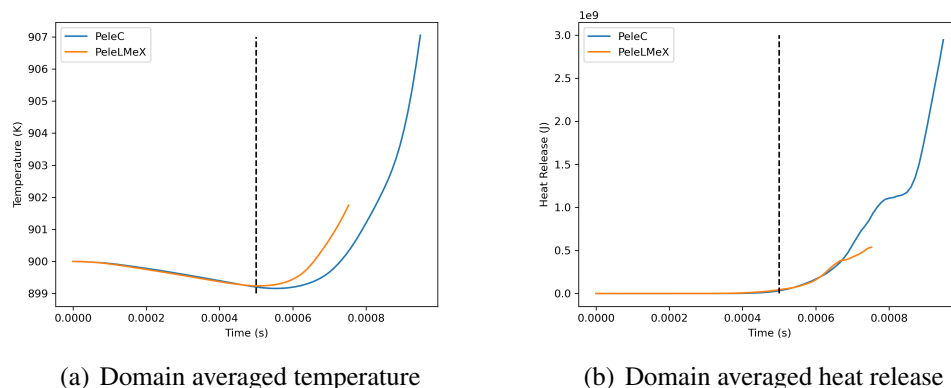 PeleC
PeleLMeX
907
906
905
904
903
902
901
900
899
Temperature (K)
0.0000
0.0002
0.0004
0.0006
0.0008
Time (s)
(a) Domain averaged temperature
1e9
PeleC
PeleLMeX
3.0
2.5
2.0
1.5
1.0
0.5
0.0
Heat Release (J)
0.0000
0.0002
0.0004
0.0006
0.0008
Time (s)
(b) Domain averaged heat release